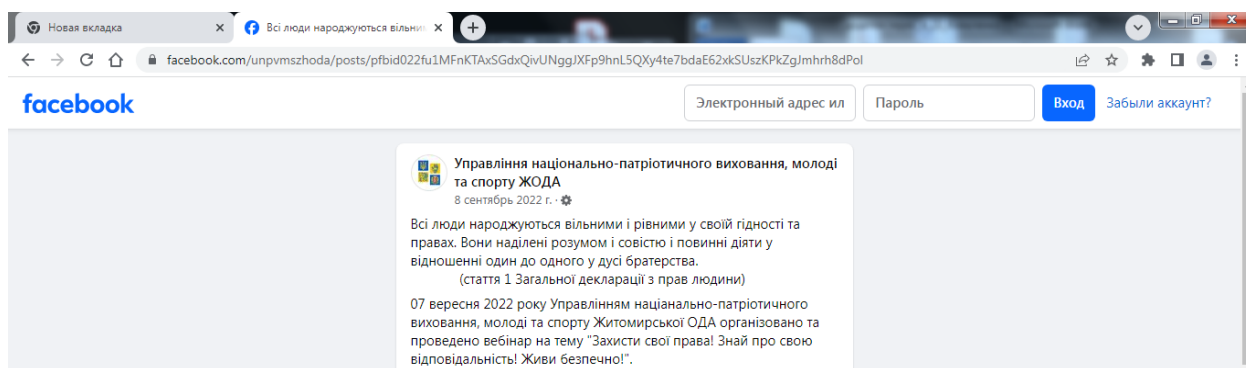 Новая вкладка
Всі люди народжуються вільни
facebook.com/unpvmszhoda/posts/pfbid022fu1MFnKTAxSGdxQivUNggJXFp9hnL5QXy4te7bdaE62xkSUszKPkZgJmhrh8dPol
facebook
Электронный адрес ил
Пароль
Вход
Забыли аккаунт?
Управління національно-патріотичного виховання, молоді
та спорту ЖОДА
8 сентябрь 2022 г. ·
Всі люди народжуються вільними і рівними у своїй гідності та
правах. Вони наділені розумом і совістю і повинні діяти у
відношенні один до одного у дусі братерства.
(стаття 1 Загальної декларації з прав людини)
07 вересня 2022 року Управлінням націанально-патріотичного
виховання, молоді та спорту Житомирської ОДА організовано та
проведено вебінар на тему "Захисти свої права! Знай про свою
відповідальність! Живи безпечно!".